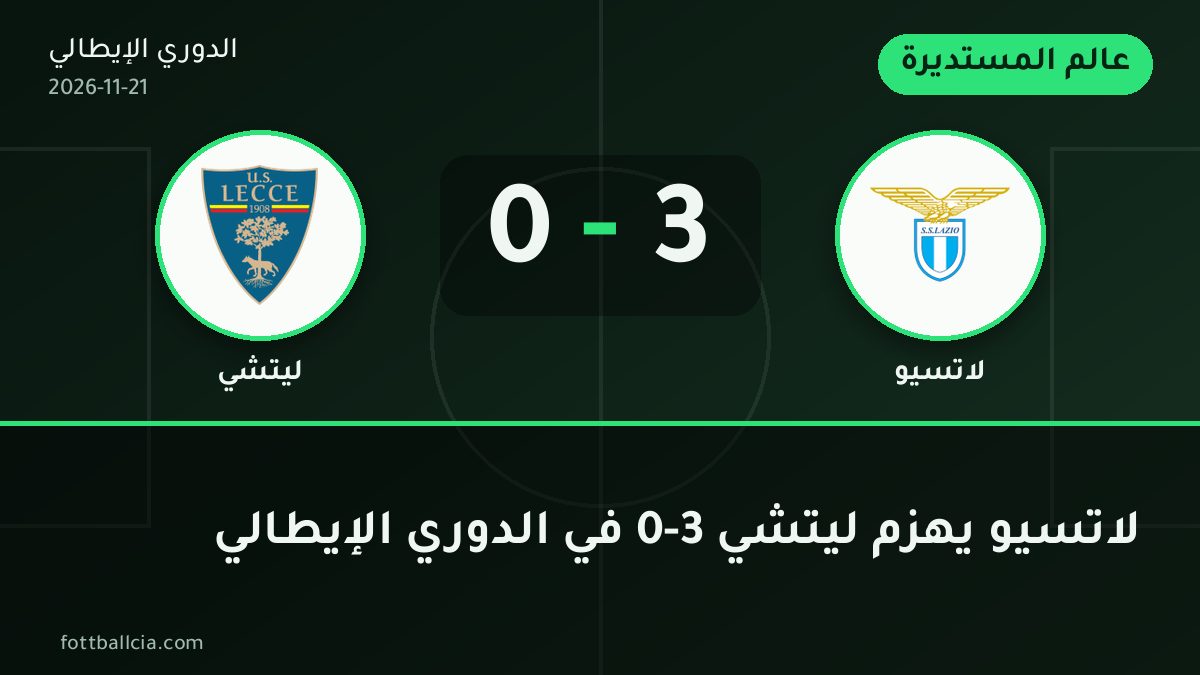 عالم المستديرة
الدوري الإيطالي
2026-11-21
U.S.
LECCE
1908
S.S.LAZIO
0 - 3
لاتسيو
ليتشي
لاتسيو يهزم ليتشي 3-0 في الدوري الإيطالي
fottballcia.com